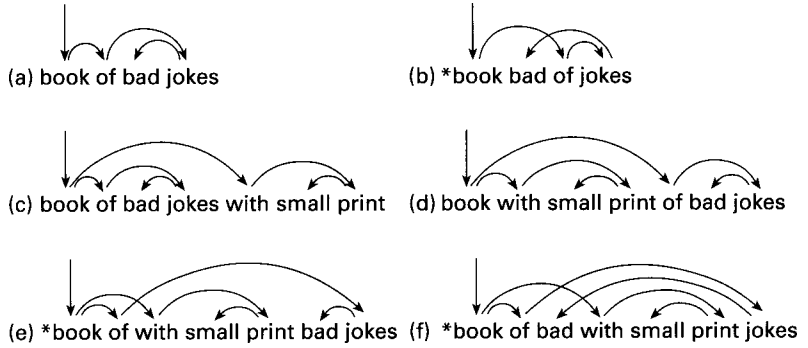 (a) book of bad jokes
(b) *book bad of jokes
(c) book of bad jokes with small print
(d) book with small print of bad jokes
(e) *book of with small print bad jokes
(f) *book of bad with small print jokes